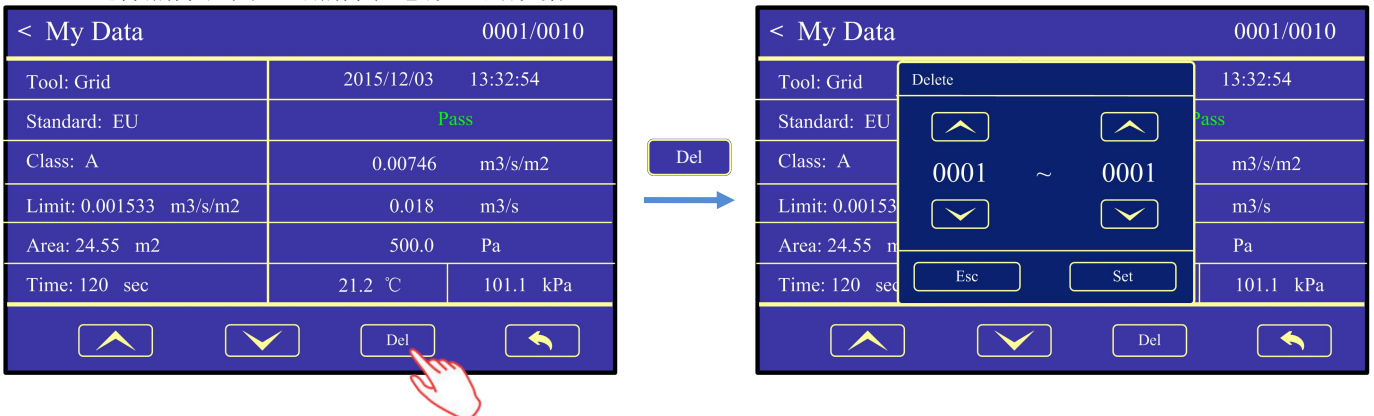 < My Data 0001/0010
Tool: Grid 2015/12/03 13:32:54
Standard: EU Pass
Class: A 0.00746 m3/s/m2
Limit: 0.001533 m3/s/m2 0.018 m3/s
Area: 24.55 m2 500.0 Pa
Time: 120 sec 21.2 ℃ 101.1 kPa
Del
Del
< My Data 0001/0010
Tool: Grid 13:32:54
Delete
Standard: EU Pass
Class: A m3/s/m2
0001 ~ 0001
Limit: 0.00153 m3/s
Area: 24.55 m Pa
Time: 120 sec 101.1 kPa
Esc Set
Del